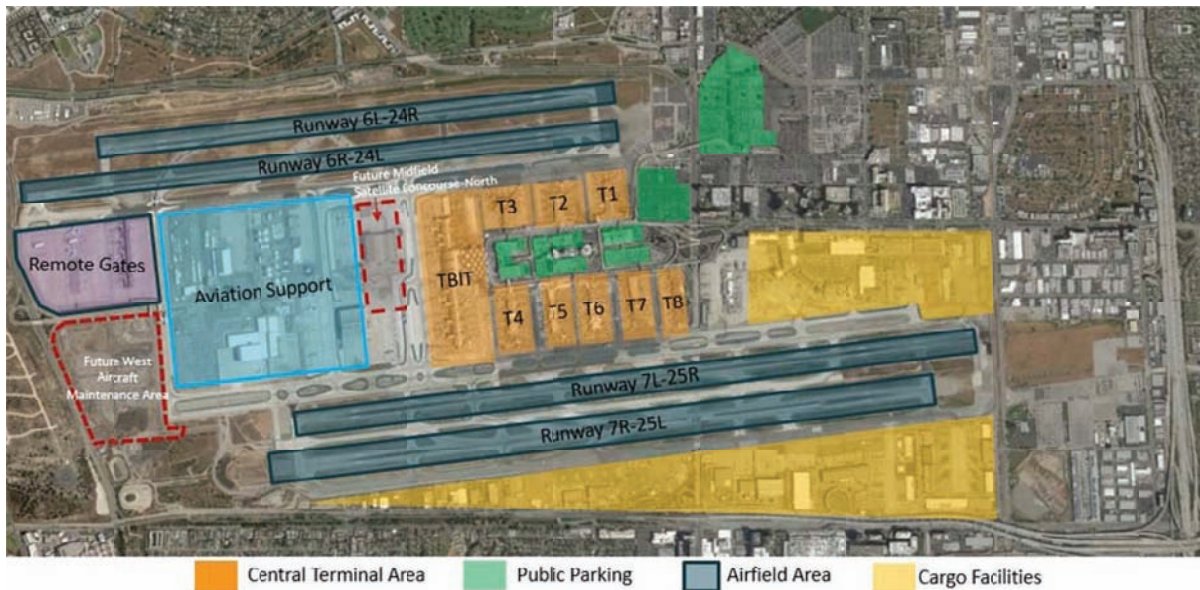 Runway 6L-24R
Runway 6R-24L
Future Midfield
Satellite Concourse-North
T3
T2
T1
Remote Gates
Aviation Support
TBIT
T4
T5
T6
T7
T8
Future West
Aircraft
Maintenance Area
Runway 7L-25R
Runway 7R-25L
Central Terminal Area
Public Parking
Airfield Area
Cargo Facilities